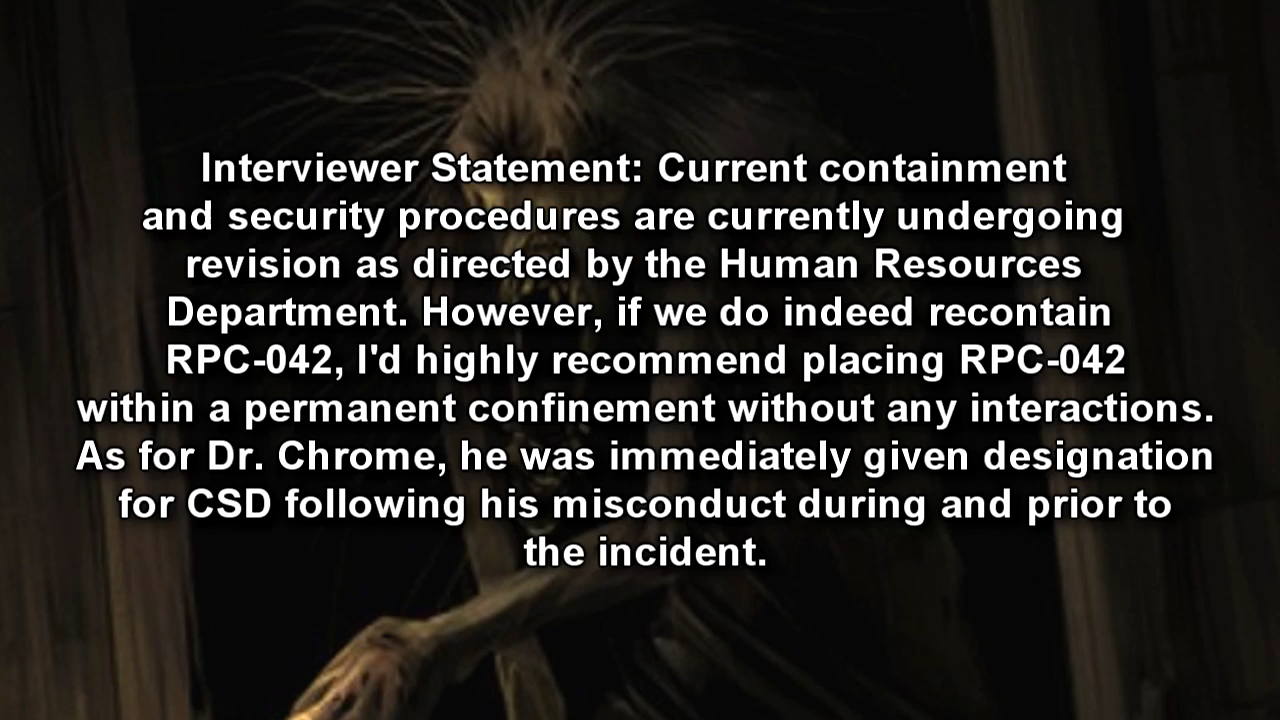 Interviewer Statement: Current containment
and security procedures are currently undergoing
revision as directed by the Human Resources
Department. However, if we do indeed recontain
RPC-042, I'd highly recommend placing RPC-042
within a permanent confinement without any interactions.
As for Dr. Chrome, he was immediately given designation
for CSD following his misconduct during and prior to
the incident.